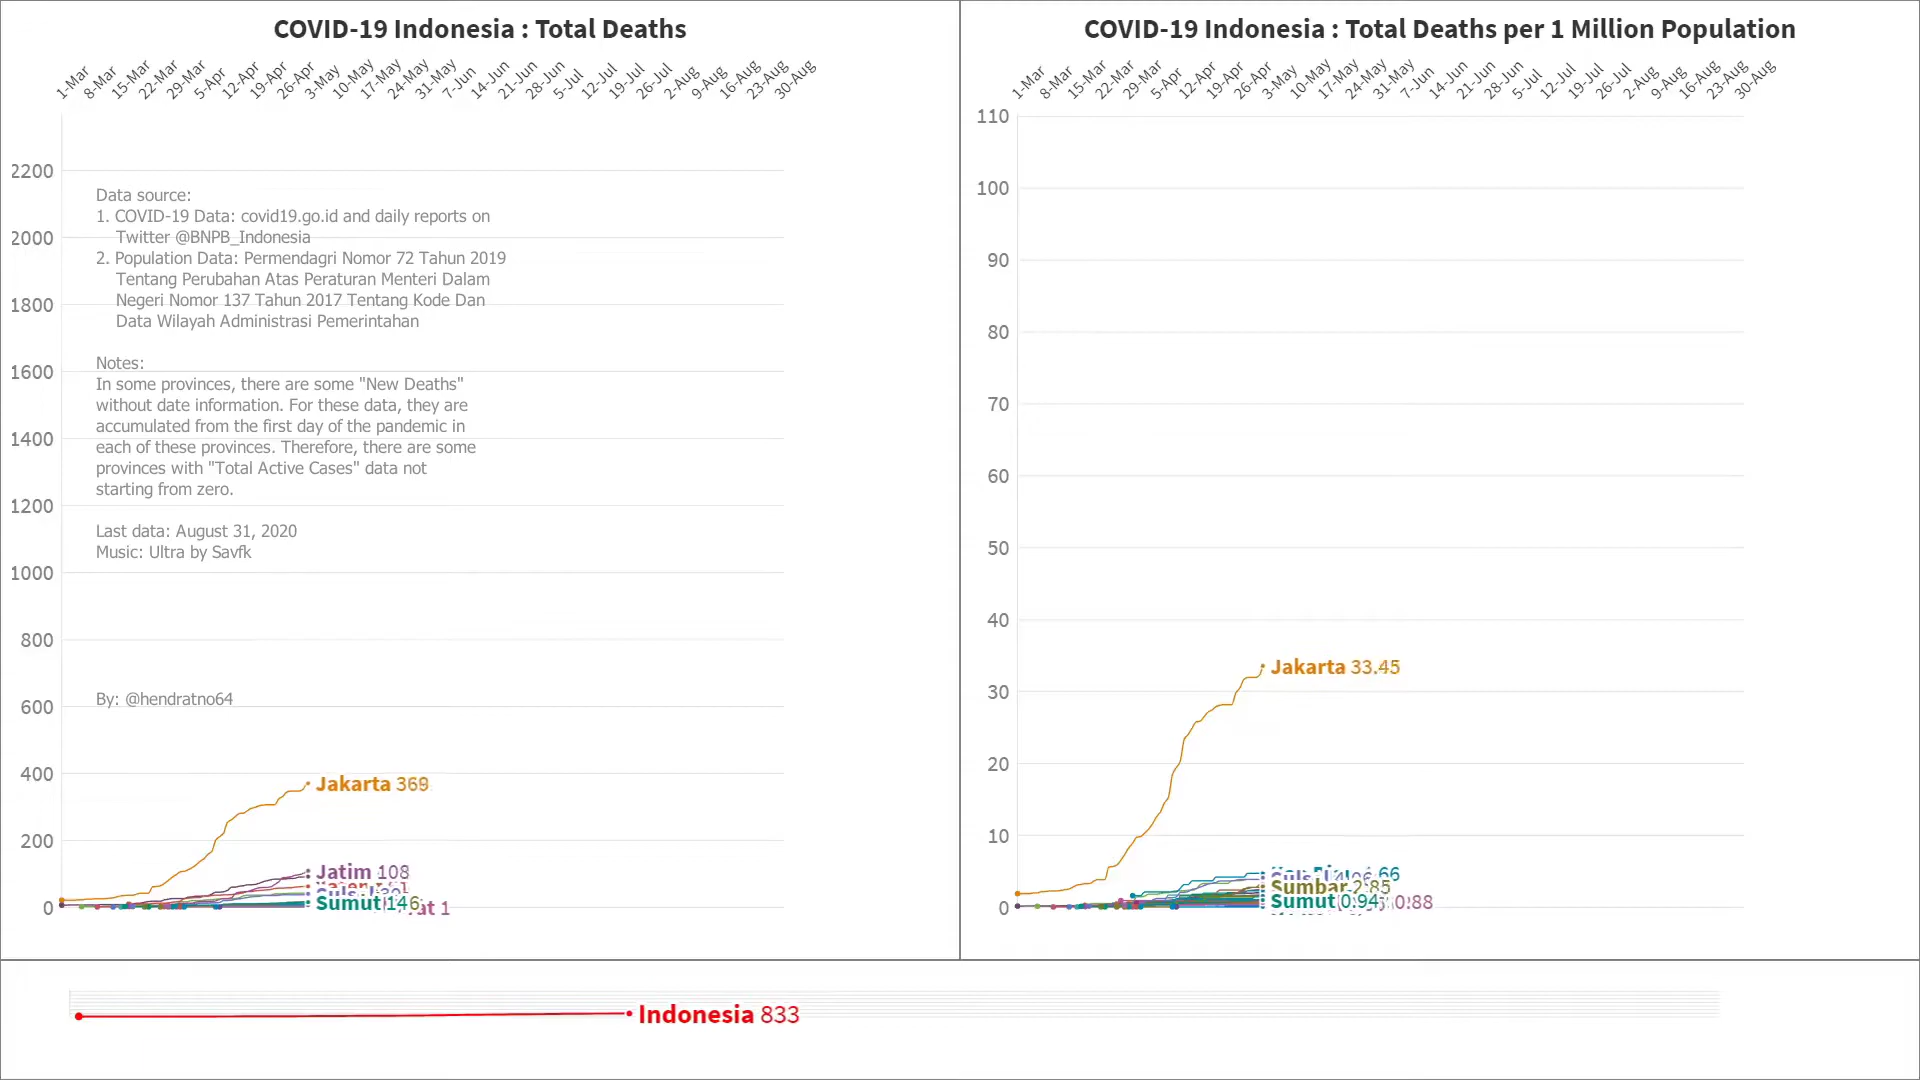 COVID-19 Indonesia : Total Deaths
1-Mar 8-Mar 15-Mar 22-Mar 29-Mar 5-Apr 12-Apr 19-Apr 26-Apr 3-May 10-May 17-May 24-May 31-May 7-Jun 14-Jun 21-Jun 28-Jun 5-Jul 12-Jul 19-Jul 26-Jul 2-Aug 9-Aug 16-Aug 23-Aug 30-Aug
2200
Data source:
1. COVID-19 Data: covid19.go.id and daily reports on
2000
Twitter @BNPB_Indonesia
2. Population Data: Permendagri Nomor 72 Tahun 2019
Tentang Perubahan Atas Peraturan Menteri Dalam
1800
Negeri Nomor 137 Tahun 2017 Tentang Kode Dan
Data Wilayah Administrasi Pemerintahan
Notes:
1600
In some provinces, there are some "New Deaths"
without date information. For these data, they are
accumulated from the first day of the pandemic in
1400
each of these provinces. Therefore, there are some
provinces with "Total Active Cases" data not
starting from zero.
1200
Last data: August 31, 2020
Music: Ultra by Savfk
1000
800
By: @hendratno64
600
400
Jakarta 369
200
Jatim 108
Sumut 
0
COVID-19 Indonesia : Total Deaths per 1 Million Population
1-Mar 8-Mar 15-Mar 22-Mar 29-Mar 5-Apr 12-Apr 19-Apr 26-Apr 3-May 10-May 17-May 24-May 31-May 7-Jun 14-Jun 21-Jun 28-Jun 5-Jul 12-Jul 19-Jul 26-Jul 2-Aug 9-Aug 16-Aug 23-Aug 30-Aug
110
100
90
80
70
60
50
40
Jakarta 33.45
30
20
10
Sumbar 2.85
Sumut 0.94
0.88
0
Indonesia 833